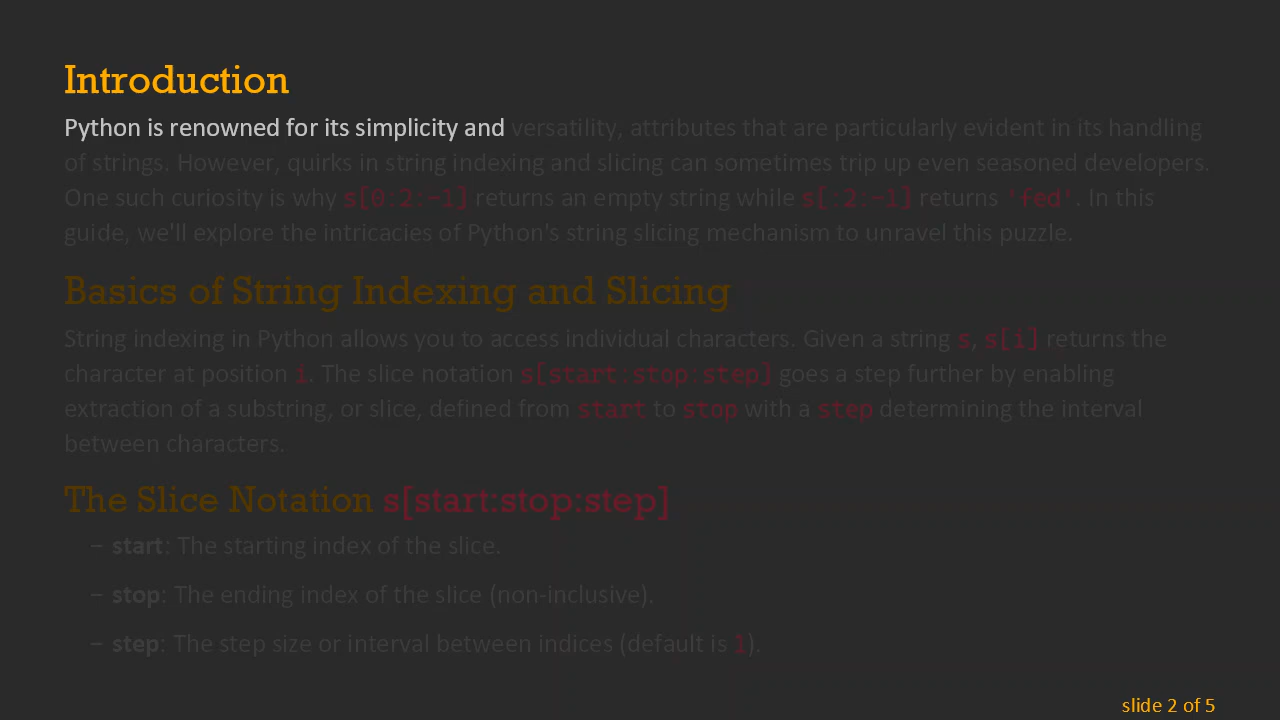 Introduction
Python is renowned for its simplicity and versatility, attributes that are particularly evident in its handling
of strings. However, quirks in string indexing and slicing can sometimes trip up even seasoned developers.
One such curiosity is why s[0:2:-1] returns an empty string while s[:2:-1] returns 'fed'. In this
guide, we'll explore the intricacies of Python's string slicing mechanism to unravel this puzzle.
Basics of String Indexing and Slicing
String indexing in Python allows you to access individual characters. Given a string s, s[i] returns the
character at position i. The slice notation s[start:stop:step] goes a step further by enabling
extraction of a substring, or slice, defined from start to stop with a step determining the interval
between characters.
The Slice Notation s[start:stop:step]
– start: The starting index of the slice.
– stop: The ending index of the slice (non-inclusive).
– step: The step size or interval between indices (default is 1).
slide 2 of 5